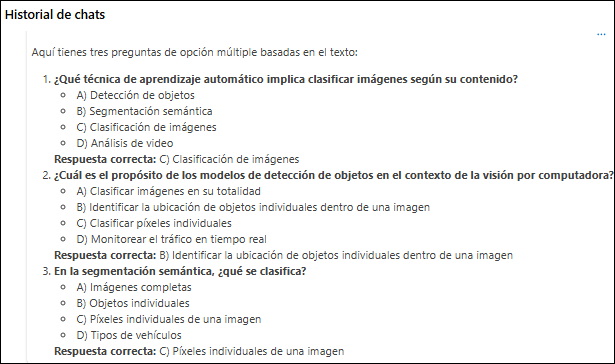 Historial de chats
...
Aquí tienes tres preguntas de opción múltiple basadas en el texto:
1. ¿Qué técnica de aprendizaje automático implica clasificar imágenes según su contenido?
A) Detección de objetos
B) Segmentación semántica
C) Clasificación de imágenes
D) Análisis de video
Respuesta correcta: C) Clasificación de imágenes
2. ¿Cuál es el propósito de los modelos de detección de objetos en el contexto de la visión por computadora?
A) Clasificar imágenes en su totalidad
B) Identificar la ubicación de objetos individuales dentro de una imagen
C) Clasificar píxeles individuales
D) Monitorear el tráfico en tiempo real
Respuesta correcta: B) Identificar la ubicación de objetos individuales dentro de una imagen
3. En la segmentación semántica, ¿qué se clasifica?
A) Imágenes completas
B) Objetos individuales
C) Píxeles individuales de una imagen
D) Tipos de vehículos
Respuesta correcta: C) Píxeles individuales de una imagen